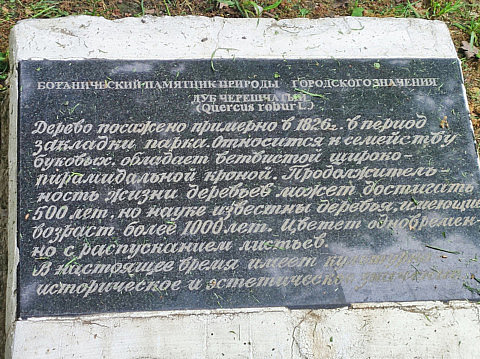 БОТАНИЧЕСКИЙ ПАМЯТНИК ПРИРОДЫ ГОРОДСКОГО ЗНАЧЕНИЯ
ДУБ ЧЕРЕШЧАТЫЙ
(Quercus robur L.)
Дерево посажено примерно в 1826г. в период
закладки парка. Относится к семейству
буковых. обладает ветвистой широко-
пирамидальной кроной. Продолжитель-
ность жизни деревьев может достигать
500 лет, но науке известны деревья, имеющие
возраст более 1000 лет. Цветет одновремен-
но с распусканием листьев.
В настоящее время имеет
историческое и эстетическое